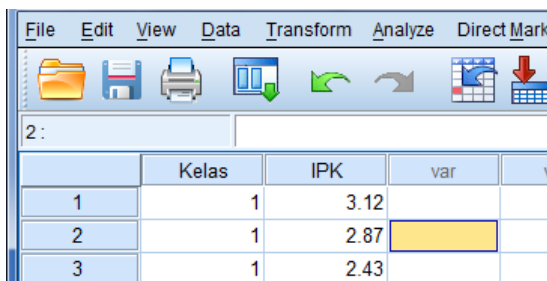 File Edit View Data Transform Analyze Direct Mark
2 :
Kelas IPK var
1 1 3.12
2 1 2.87
3 1 2.43